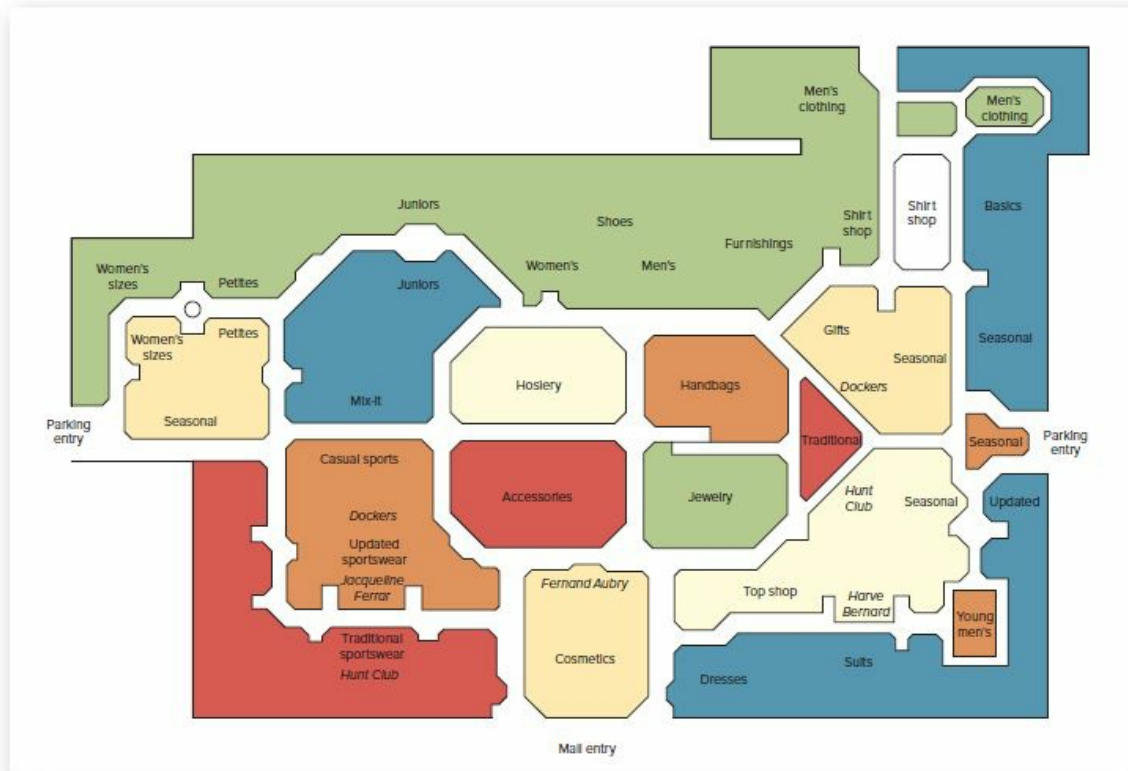 Men's
clothing
Men's
clothing
Juniors
Shoes
Shirt
shop
Shirt
shop
Basics
Furnishings
Women's
sizes
Petites
Juniors
Women's
Men's
Women's
sizes
Petites
Gifts
Seasonal
Seasonal
Hosiery
Handbags
Dockers
Mix-it
Seasonal
Parking
entry
Traditional
Seasonal
Parking
entry
Casual sports
Accessories
Jewelry
Hunt
Club
Seasonal
Updated
Dockers
Updated
sportswear
Jacqueline
Ferrar
Fernand Aubry
Top shop
Harve
Bernard
Young
men's
Traditional
sportswear
Hunt Club
Cosmetics
Suits
Dresses
Mall entry